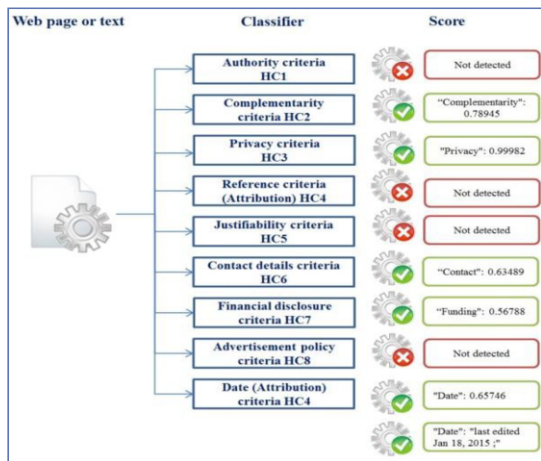 Web page or text Classifier Score
Authority criteria
HC1
Not detected
Complementarity
criteria HC2
"Complementarity":
0.78945
Privacy criteria
HC3
"Privacy": 0.99982
Reference criteria
(Attribution) HC4
Not detected
Justifiability criteria
HC5
Not detected
Contact details criteria
HC6
"Contact": 0.63489
Financial disclosure
criteria HC7
"Funding": 0.56788
Advertisement policy
criteria HC8
Not detected
Date (Attribution)
criteria HC4
"Date": 0.65746
"Date": "last edited
Jan 18, 2015 ;"